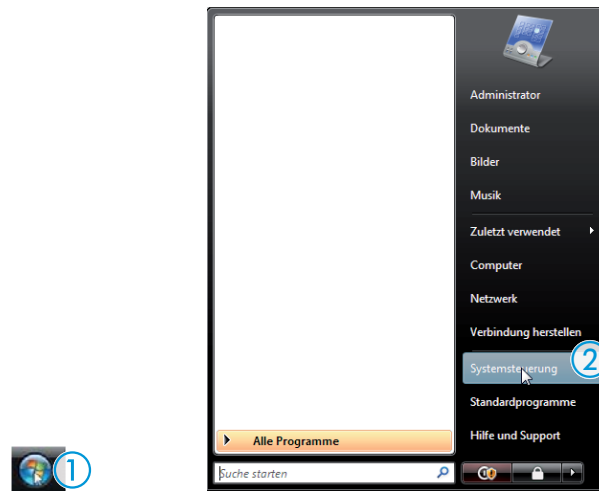 Administrator
Dokumente
Bilder
Musik
Zuletzt verwendet
Computer
Netzwerk
Verbindung herstellen
Systemsteuerung
2
Standardprogramme
Alle Programme
Hilfe und Support
1
Suche starten